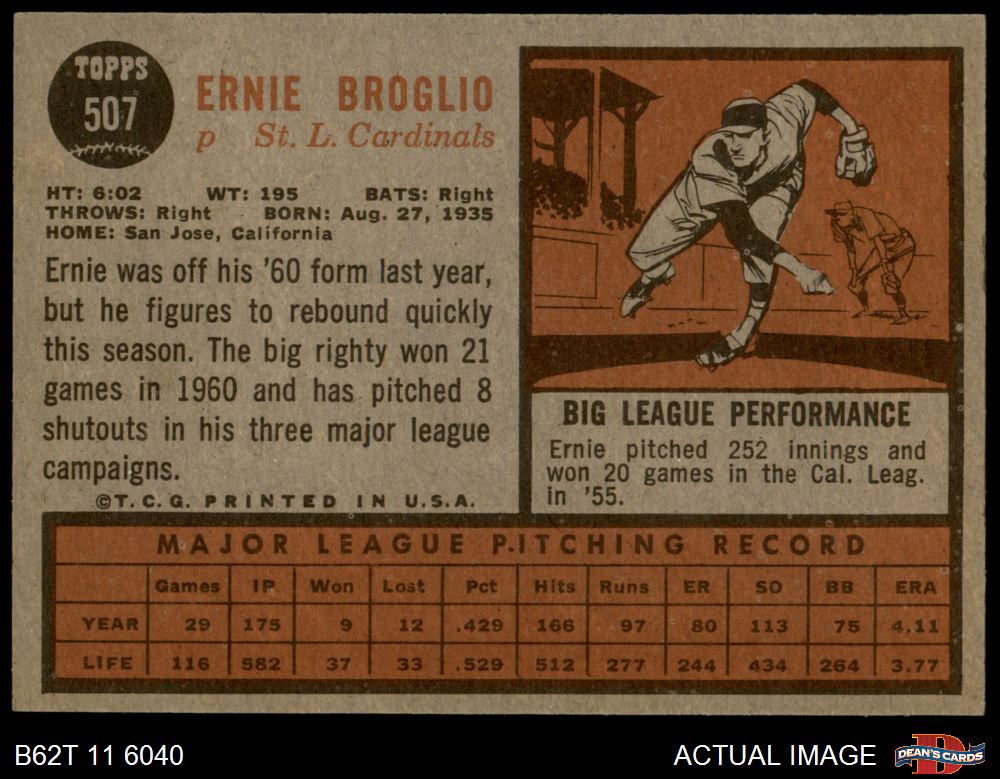 TOPPS
507
ERNIE BROGLIO
p St. L. Cardinals
HT: 6:02 WT: 195 BATS: Right
THROWS: Right BORN: Aug. 27, 1935
HOME: San Jose, California
Ernie was off his '60 form last year,
but he figures to rebound quickly
this season. The big righty won 21
games in 1960 and has pitched 8
shutouts in his three major league
campaigns.
©T.C.G. PRINTED IN U.S.A.
BIG LEAGUE PERFORMANCE
Ernie pitched 252 innings and
won 20 games in the Cal. Leag.
in '55.
MAJOR LEAGUE PITCHING RECORD
Games IP Won Lost Pct Hits Runs ER SO BB ERA
YEAR 29 175 9 12 .429 166 97 80 113 75 4.11
LIFE 116 582 37 33 .529 512 277 244 434 264 3.77
B62T 11 6040 ACTUAL IMAGE DEAN'S CARDS